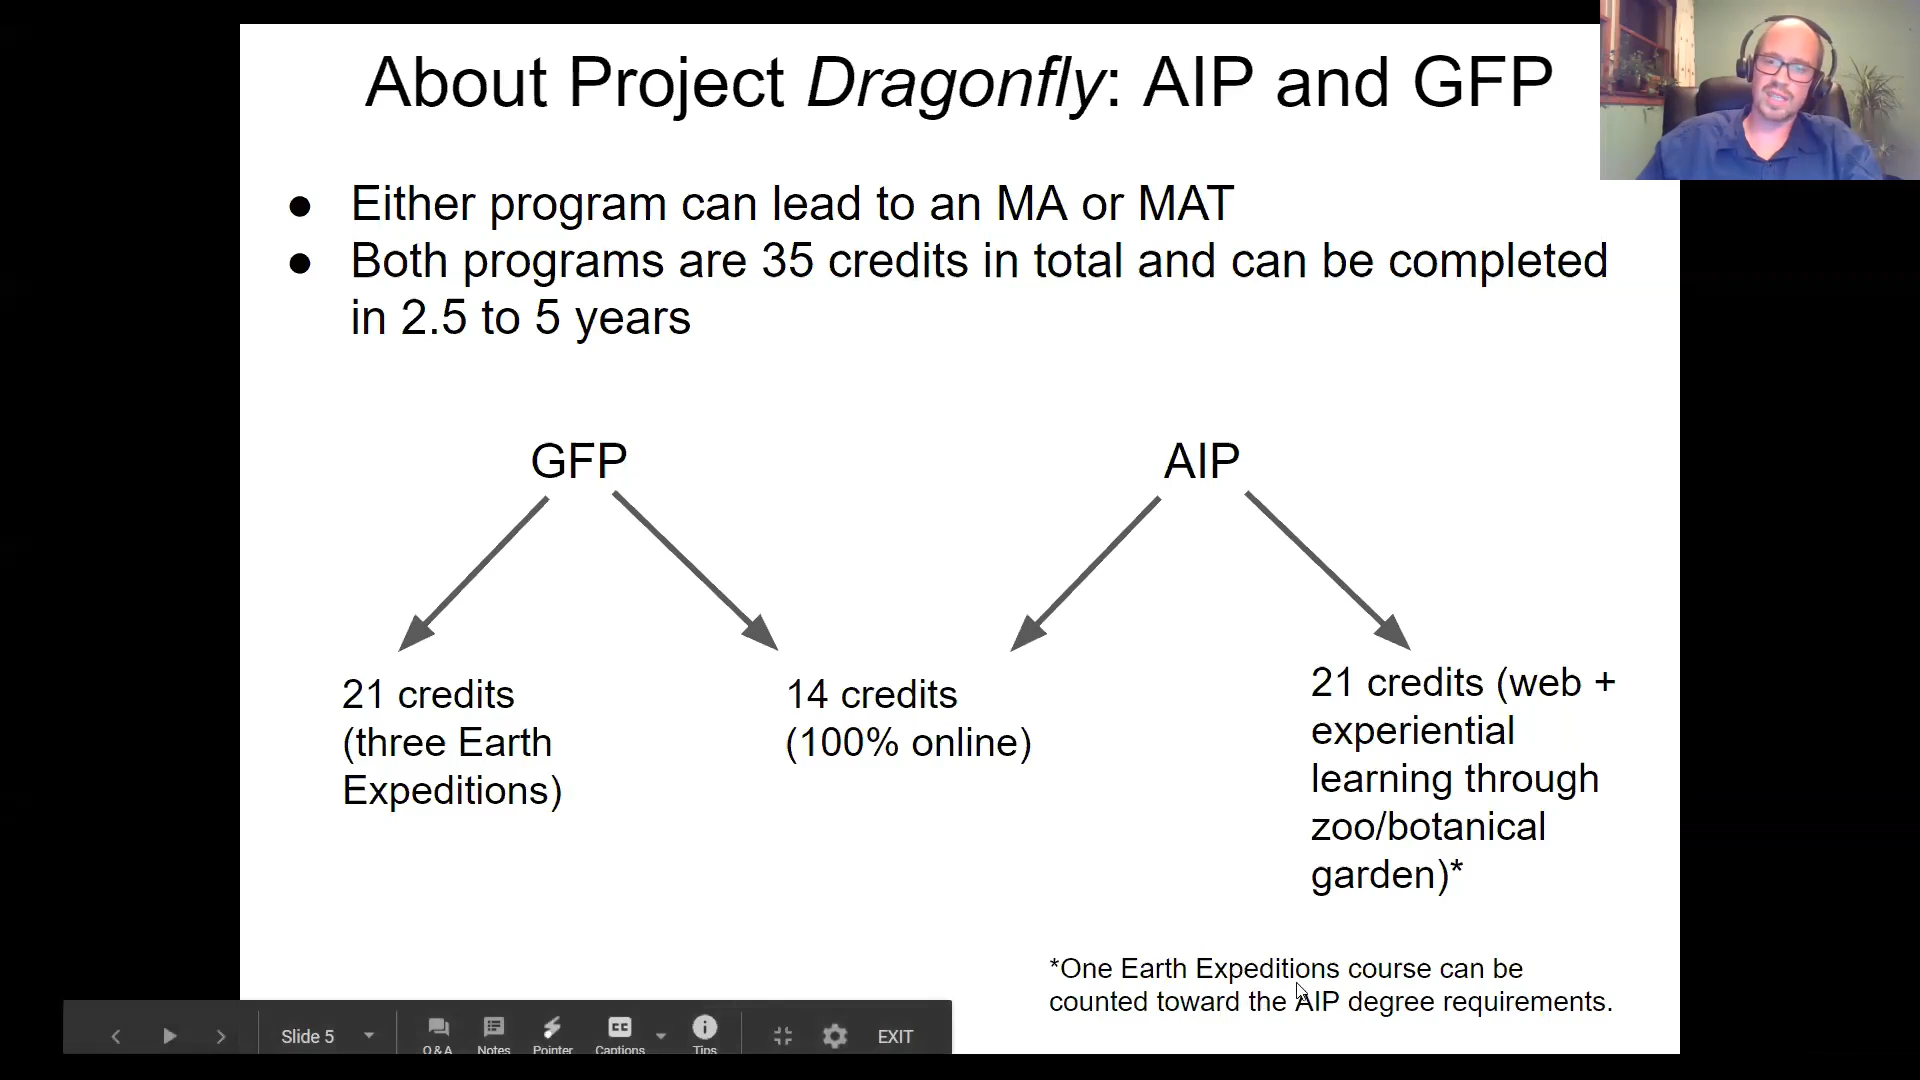 About Project Dragonfly: AIP and GFP
● Either program can lead to an MA or MAT
● Both programs are 35 credits in total and can be completed
in 2.5 to 5 years
GFP
AIP
21 credits
(three Earth
Expeditions)
14 credits
(100% online)
21 credits (web +
experiential
learning through
zoo/botanical
garden)*
*One Earth Expeditions course can be
counted toward the AIP degree requirements.
Slide 5
Q & A
Notes
Pointer
CC
Captions
Tips
EXIT